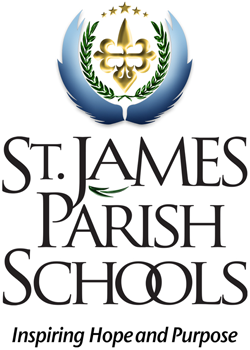 ST. JAMES
PARISH
SCHOOLS
Inspiring Hope and Purpose